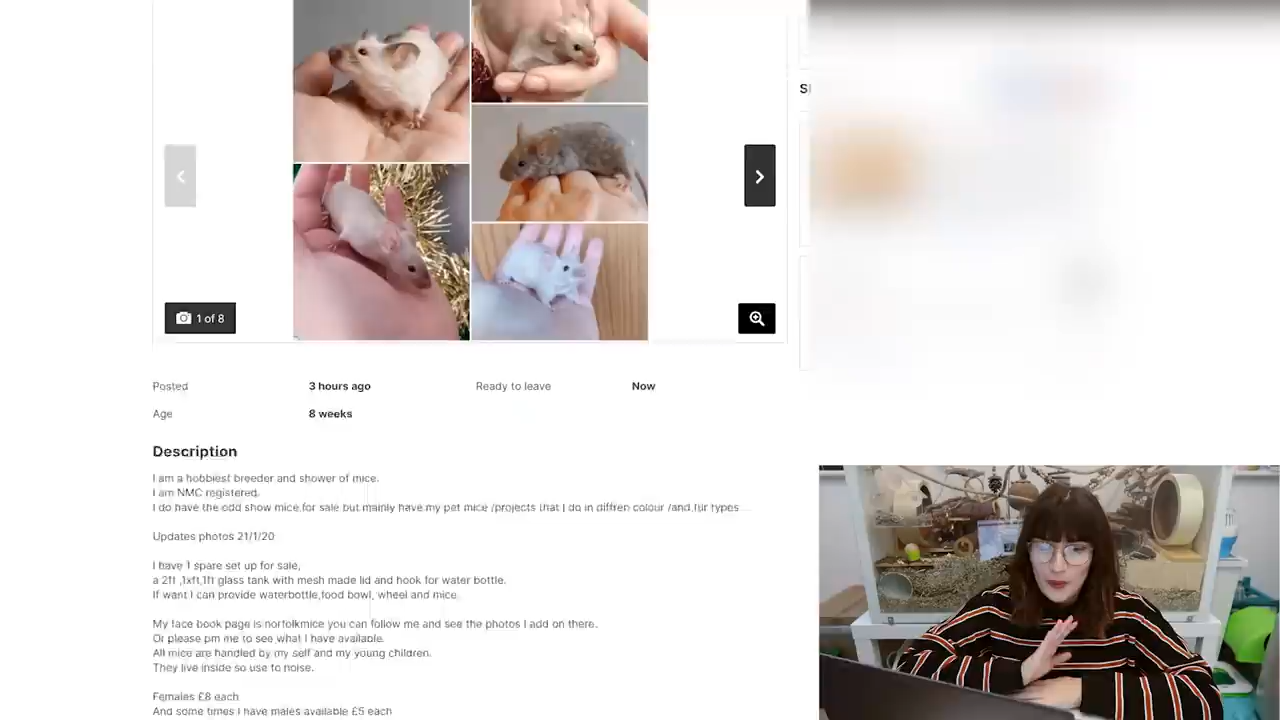 1 of 8
Posted 3 hours ago Ready to leave Now
Age 8 weeks
Description
I am a hobbiest breeder and shower of mice.
I am NMC registered.
I do have the odd show mice for sale but mainly have my pet mice /projects that I do in diffren colour /and fur types
Updates photos 21/1/20
I have 1 spare set up for sale,
a 2ft ,1xft,1ft glass tank with mesh made lid and hook for water bottle.
If want I can provide waterbottle,food bowl, wheel and mice.
My face book page is norfolkmice you can follow me and see the photos I add on there.
Or please pm me to see what I have available.
All mice are handled by my self and my young children.
They live inside so use to noise.
Females £8 each
And some times I have males available £5 each